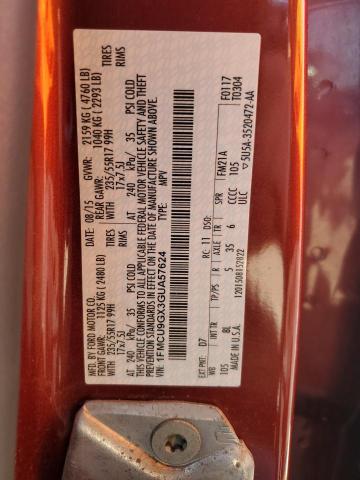 MFD. BY FORD MOTOR CO.
DATE: 08/15 GVWR: 2159 KG (4760 LB)
FRONT GAWR: 1125 KG (2480 LB) REAR GAWR: 1040 KG (2293 LB)
WITH 235/55R17 99H TIRES WITH 235/55R17 99H TIRES
17x7.5J RIMS 17x7.5J RIMS
AT 240 kPa/ 35 PSI COLD AT 240 kPa/ 35 PSI COLD
THIS VEHICLE CONFORMS TO ALL APPLICABLE FEDERAL MOTOR VEHICLE SAFETY AND THEFT
PREVENTION STANDARDS IN EFFECT ON THE DATE OF MANUFACTURE SHOWN ABOVE.
VIN: 1FMCU9GX3GUA57624 TYPE: MPV
F0117
T0304
EXT PNT: D7 RC: 11 DSO: FM21A
WB INT TR TP/PS R AXLE TR SPR
105 BL 5 35 6 CCCC 105
ULC 5U5A-3520472-AA
MADE IN U.S.A. 1201508152822